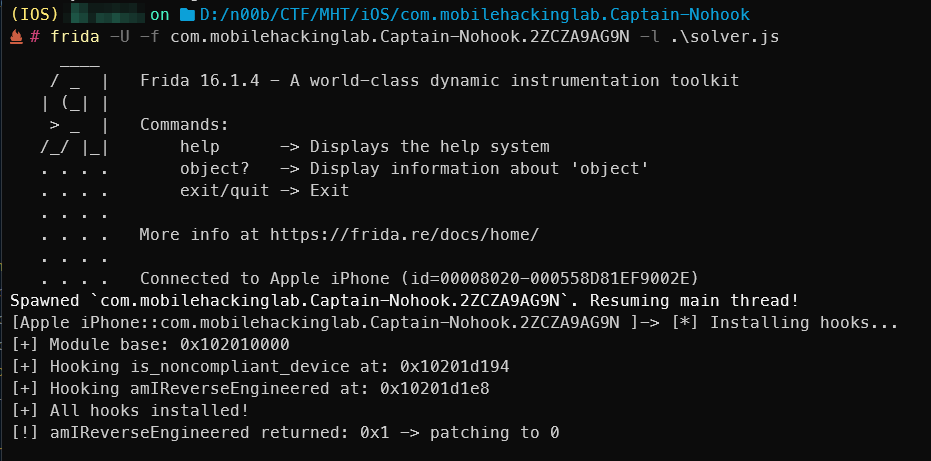 (IOS) on D:/n00b/CTF/MHT/iOS/com.mobilehackinglab.Captain-Nohook
# frida -U -f com.mobilehackinglab.Captain-Nohook.2ZCZA9AG9N -l .\solver.js
     ____
    / _  |   Frida 16.1.4 - A world-class dynamic instrumentation toolkit
   | (_| |
    > _  |   Commands:
   /_/ |_|       help      -> Displays the help system
   . . . .       object?   -> Display information about 'object'
   . . . .       exit/quit -> Exit
   . . . .
   . . . .   More info at https://frida.re/docs/home/
   . . . .
   . . . .   Connected to Apple iPhone (id=00008020-000558D81EF9002E)
Spawned `com.mobilehackinglab.Captain-Nohook.2ZCZA9AG9N`. Resuming main thread!
[Apple iPhone::com.mobilehackinglab.Captain-Nohook.2ZCZA9AG9N ]-> [*] Installing hooks...
[+] Module base: 0x102010000
[+] Hooking is_noncompliant_device at: 0x10201d194
[+] Hooking amIReverseEngineered at: 0x10201d1e8
[+] All hooks installed!
[!] amIReverseEngineered returned: 0x1 -> patching to 0